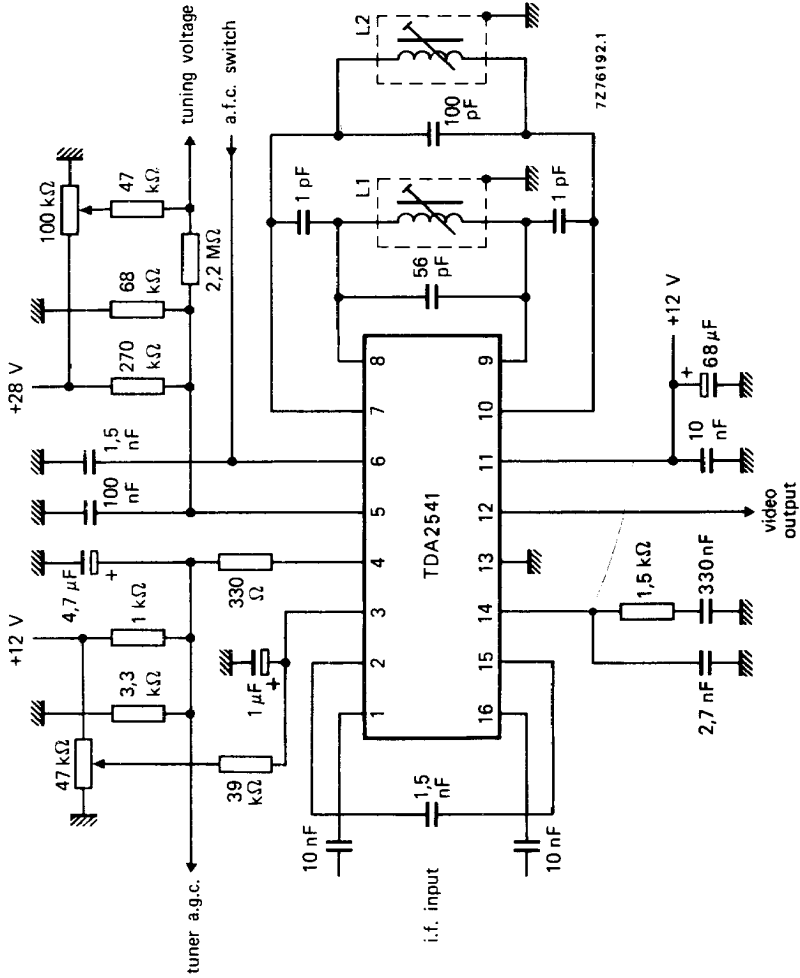 +12 V
+28 V
47 kΩ
3,3
kΩ
1 kΩ
4,7 µF
+
100
nF
1,5
nF
270
kΩ
68
kΩ
100 kΩ
47
kΩ
2,2 MΩ
tuning voltage
a.f.c. switch
tuner a.g.c.
39
kΩ
1 µF
+
330
Ω
10 nF
1,5
nF
10 nF
i.f. input
1
2
3
4
5
6
7
8
TDA2541
16
15
14
13
12
11
10
9
1 pF
56
pF
L1
1 pF
100
pF
L2
7Z76192.1
2,7 nF
1,5 kΩ
330 nF
video
output
10
nF
+
68 µF
+12 V